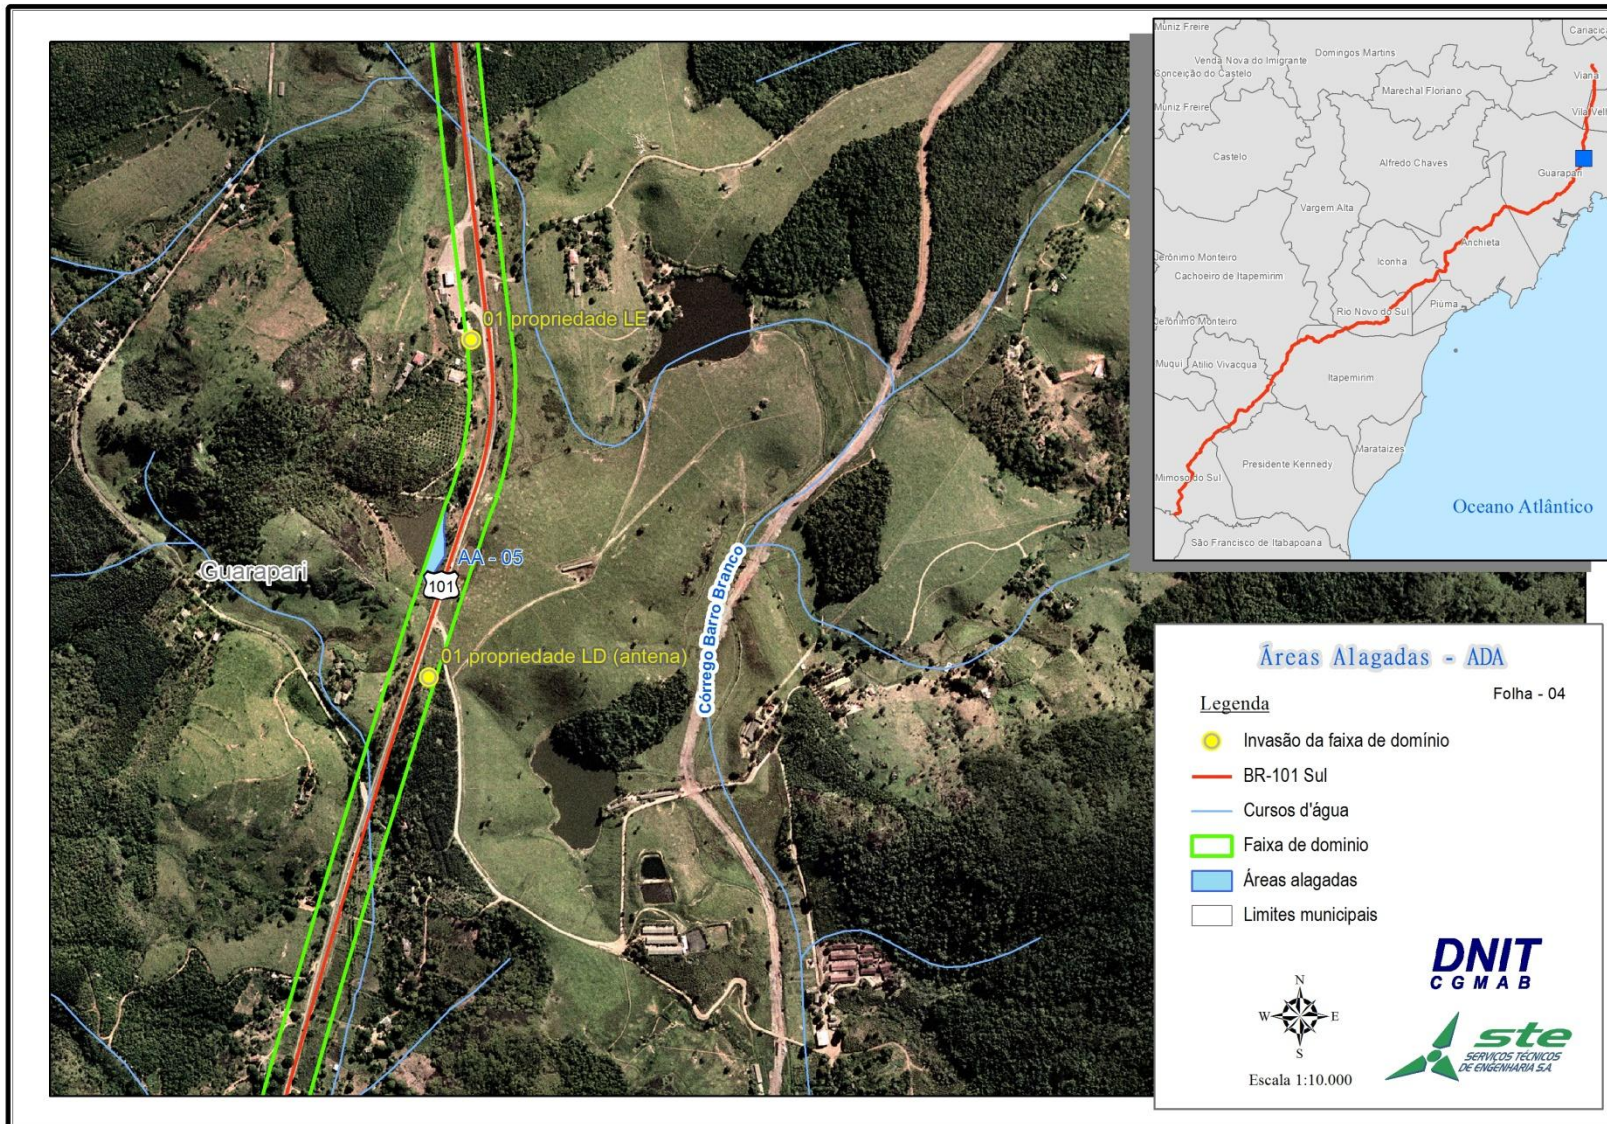 01 propriedade LE
AA - 05
101
Guarapari
01 propriedade LD (antena)
Córrego Barro Branco
Muniz Freire
Cariacica
Domingos Martins
Venda Nova do Imigrante
Conceição do Castelo
Viana
Marechal Floriano
Muniz Freire
Vila Velh
Castelo
Alfredo Chaves
Guarapari
Vargem Alta
Anchieta
Jerônimo Monteiro
Iconha
Cachoeiro de Itapemirim
Piúma
Rio Novo do Sul
Jerônimo Monteiro
Muqui
Atilio Vivacqua
Itapemirim
Marataizes
Presidente Kennedy
Mimoso do Sul
Oceano Atlântico
São Francisco de Itabapoana
Áreas Alagadas - ADA
Folha - 04
Legenda
Invasão da faixa de domínio
BR-101 Sul
Cursos d'água
Faixa de dominio
Áreas alagadas
Limites municipais
DNIT
CGMAB
N
W E
S
Escala 1:10.000
ste
SERVIÇOS TÉCNICOS
DE ENGENHARIA S.A.